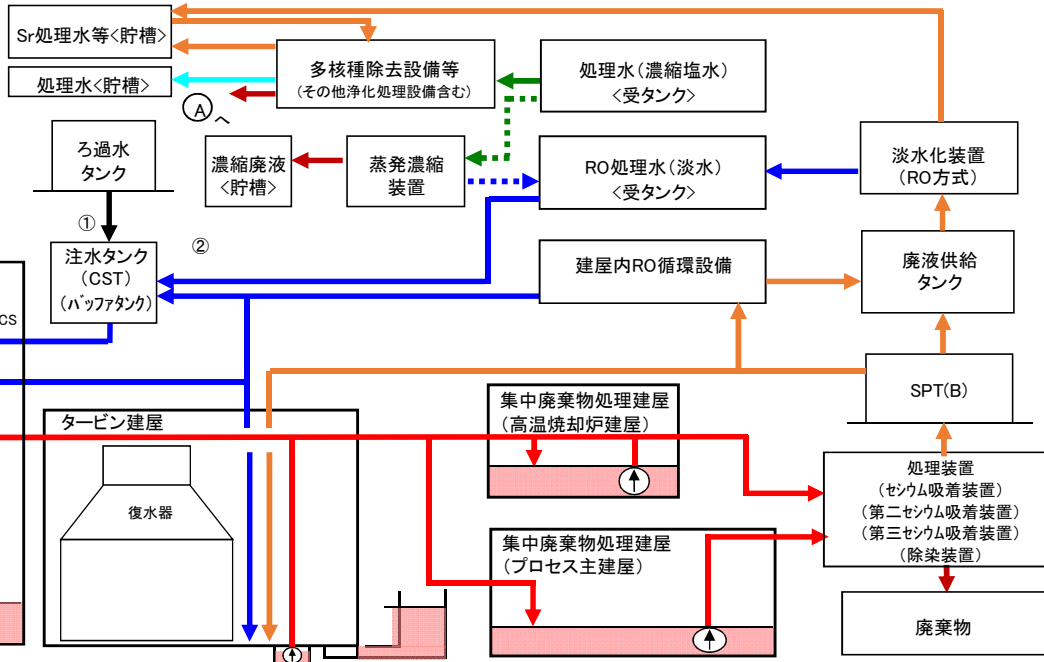 Sr処理水等<貯槽>
処理水<貯槽>
多核種除去設備等
(その他浄化処理設備含む)
処理水(濃縮塩水)
<受タンク>
A へ
ろ過水
タンク
濃縮廃液
<貯槽>
蒸発濃縮
装置
RO処理水(淡水)
<受タンク>
淡水化装置
(RO方式)
①
②
注水タンク
(CST)
(バッファタンク)
建屋内RO循環設備
廃液供給
タンク
CS
SPT(B)
タービン建屋
集中廃棄物処理建屋
(高温焼却炉建屋)
復水器
処理装置
(セシウム吸着装置)
(第二セシウム吸着装置)
(第三セシウム吸着装置)
(除染装置)
集中廃棄物処理建屋
(プロセス主建屋)
廃棄物